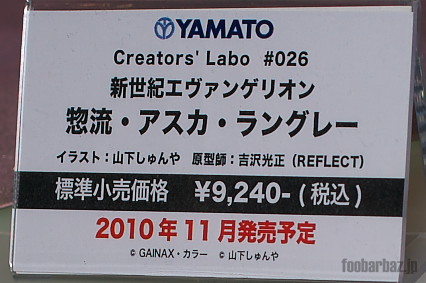 YAMATO
Creators' Labo #026
新世紀エヴァンゲリオン
惣流・アスカ・ラングレー
イラスト：山下しゅんや 原型師：吉沢光正（REFLECT）
標準小売価格 ¥9,240-（税込）
2010年11月発売予定
© GAINAX・カラー © 山下しゅんや
foobarbaz.jp